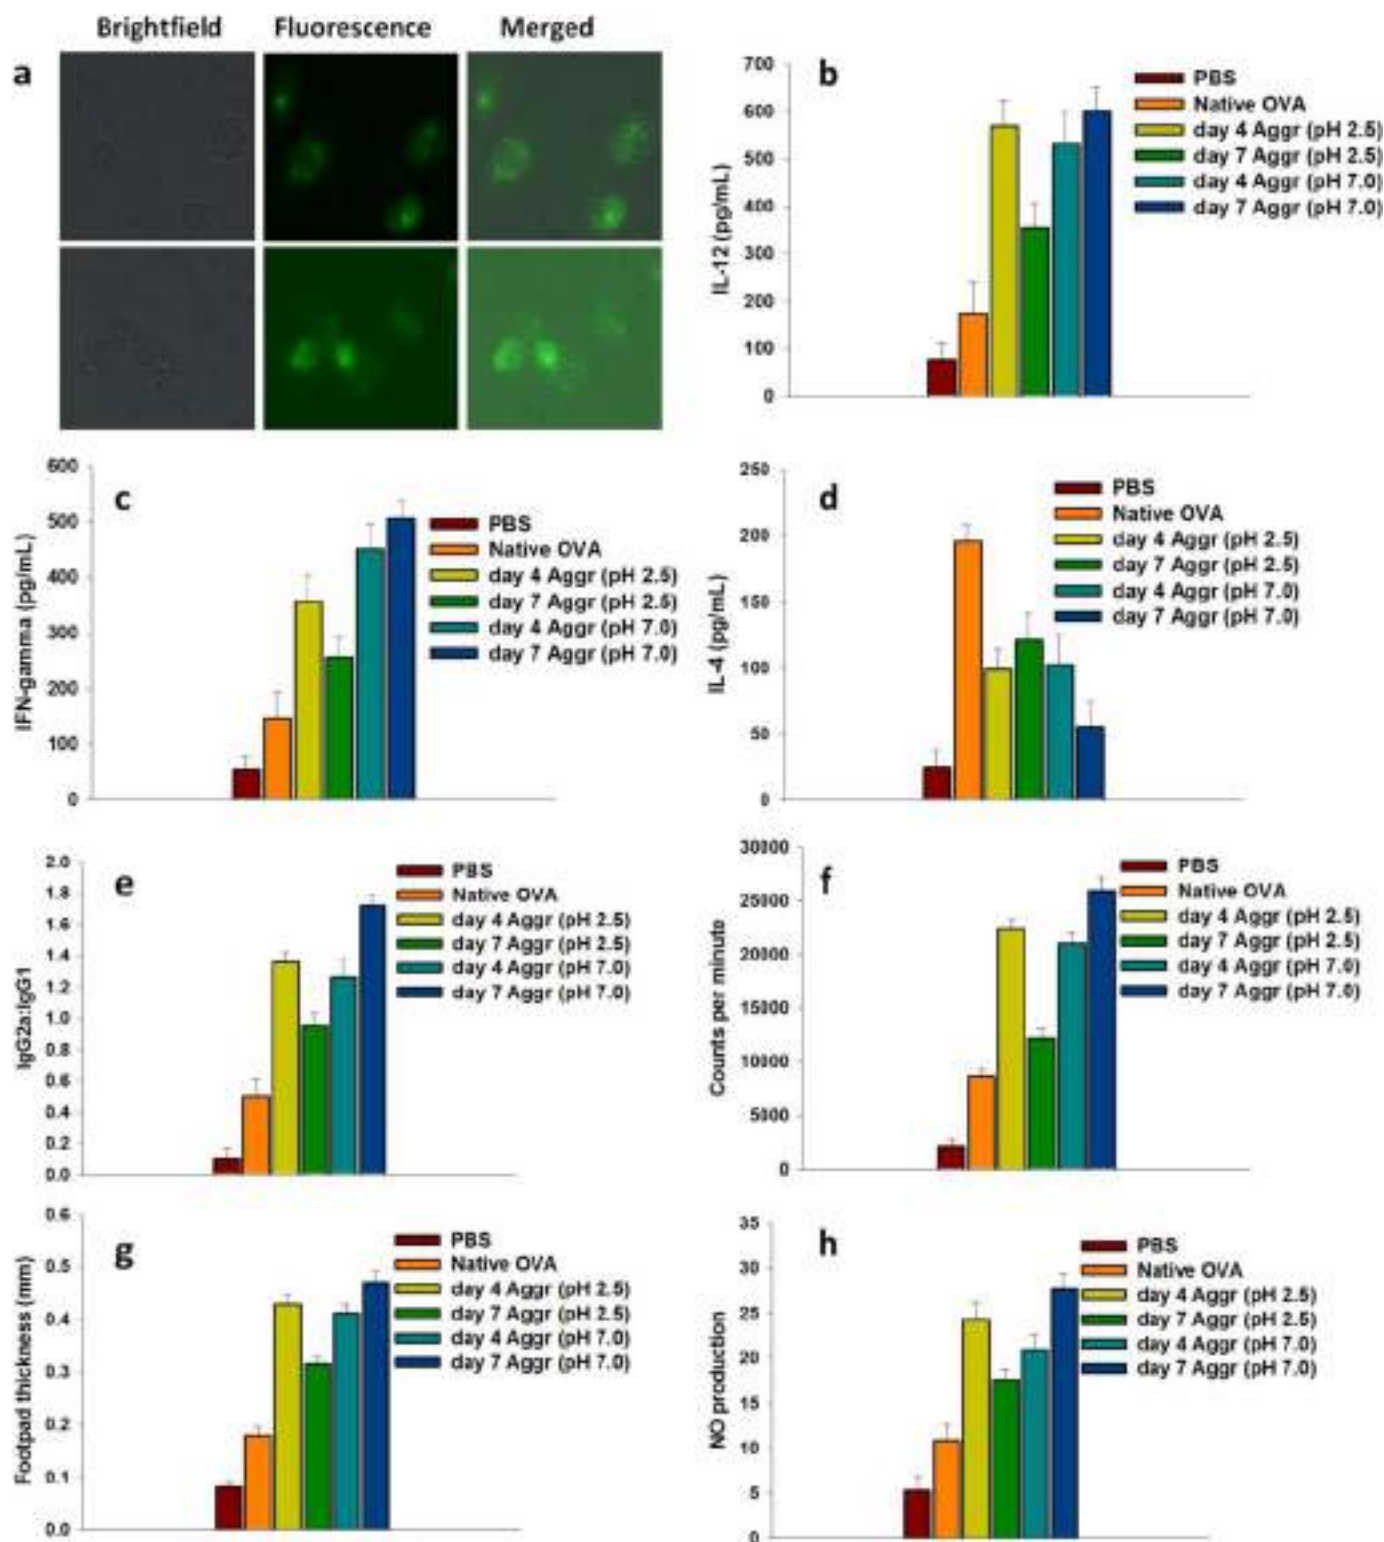 Brightfield Fluorescence Merged
a
b
IL-12 (pg/mL)
700
600
500
400
300
200
100
0
PBS
Native OVA
day 4 Aggr (pH 2.5)
day 7 Aggr (pH 2.5)
day 4 Aggr (pH 7.0)
day 7 Aggr (pH 7.0)
c
IFN-gamma (pg/mL)
600
500
400
300
200
100
0
PBS
Native OVA
day 4 Aggr (pH 2.5)
day 7 Aggr (pH 2.5)
day 4 Aggr (pH 7.0)
day 7 Aggr (pH 7.0)
d
IL-4 (pg/mL)
250
200
150
100
50
0
PBS
Native OVA
day 4 Aggr (pH 2.5)
day 7 Aggr (pH 2.5)
day 4 Aggr (pH 7.0)
day 7 Aggr (pH 7.0)
e
IgG2a:IgG1
2.0
1.8
1.6
1.4
1.2
1.0
0.8
0.6
0.4
0.2
0.0
PBS
Native OVA
day 4 Aggr (pH 2.5)
day 7 Aggr (pH 2.5)
day 4 Aggr (pH 7.0)
day 7 Aggr (pH 7.0)
f
Counts per minute
30000
25000
20000
15000
10000
5000
0
PBS
Native OVA
day 4 Aggr (pH 2.5)
day 7 Aggr (pH 2.5)
day 4 Aggr (pH 7.0)
day 7 Aggr (pH 7.0)
g
Footpad thickness (mm)
0.6
0.5
0.4
0.3
0.2
0.1
0.0
PBS
Native OVA
day 4 Aggr (pH 2.5)
day 7 Aggr (pH 2.5)
day 4 Aggr (pH 7.0)
day 7 Aggr (pH 7.0)
h
NO production
35
30
25
20
15
10
5
0
PBS
Native OVA
day 4 Aggr (pH 2.5)
day 7 Aggr (pH 2.5)
day 4 Aggr (pH 7.0)
day 7 Aggr (pH 7.0)